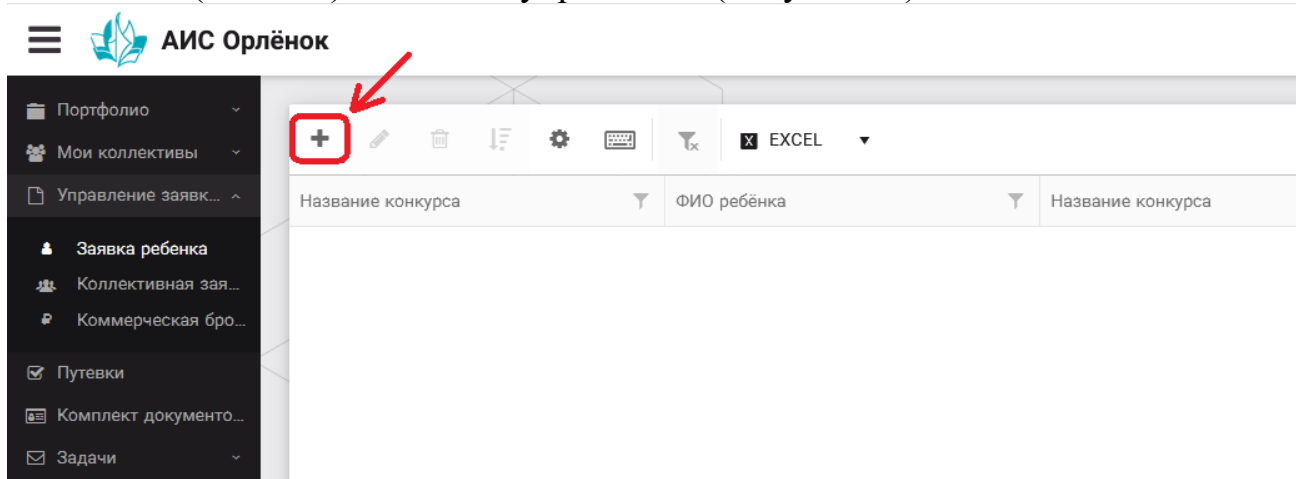 АИС Орлёнок
Портфолио
Мои коллективы
Управление заявк...
Заявка ребенка
Коллективная зая...
Коммерческая бро...
Путевки
Комплект документо...
Задачи
EXCEL
Название конкурса
ФИО ребёнка
Название конкурса